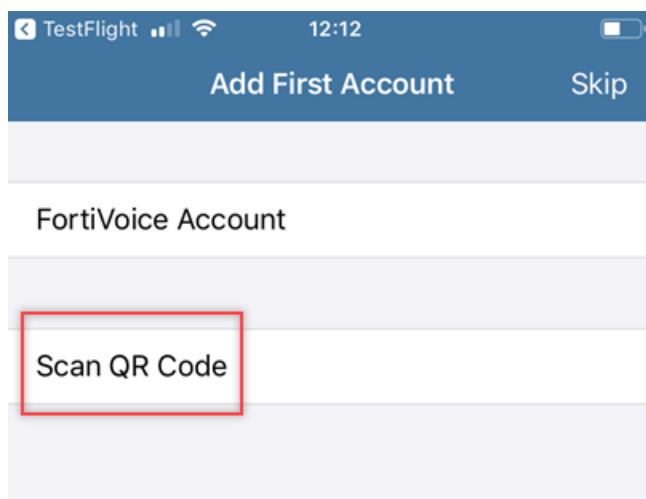 TestFlight 12:12
Add First Account Skip
FortiVoice Account
Scan QR Code